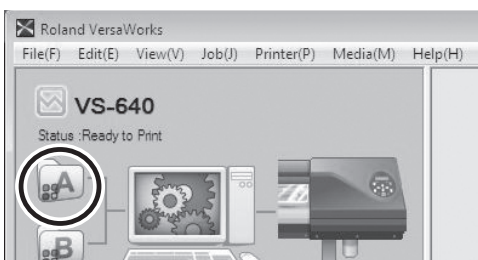 Roland VersaWorks
File(F) Edit(E) View(V) Job(J) Printer(P) Media(M) Help(H)
VS-640
Status :Ready to Print
A
B